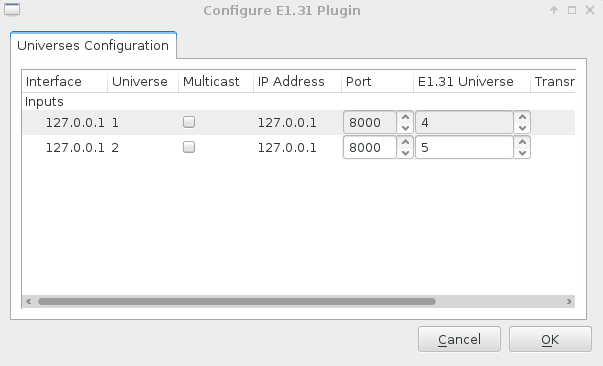 Configure E1.31 Plugin
Universes Configuration
Interface Universe Multicast IP Address Port E1.31 Universe Transr
Inputs
127.0.0.1 1 127.0.0.1 8000 4
127.0.0.1 2 127.0.0.1 8000 5
Cancel OK